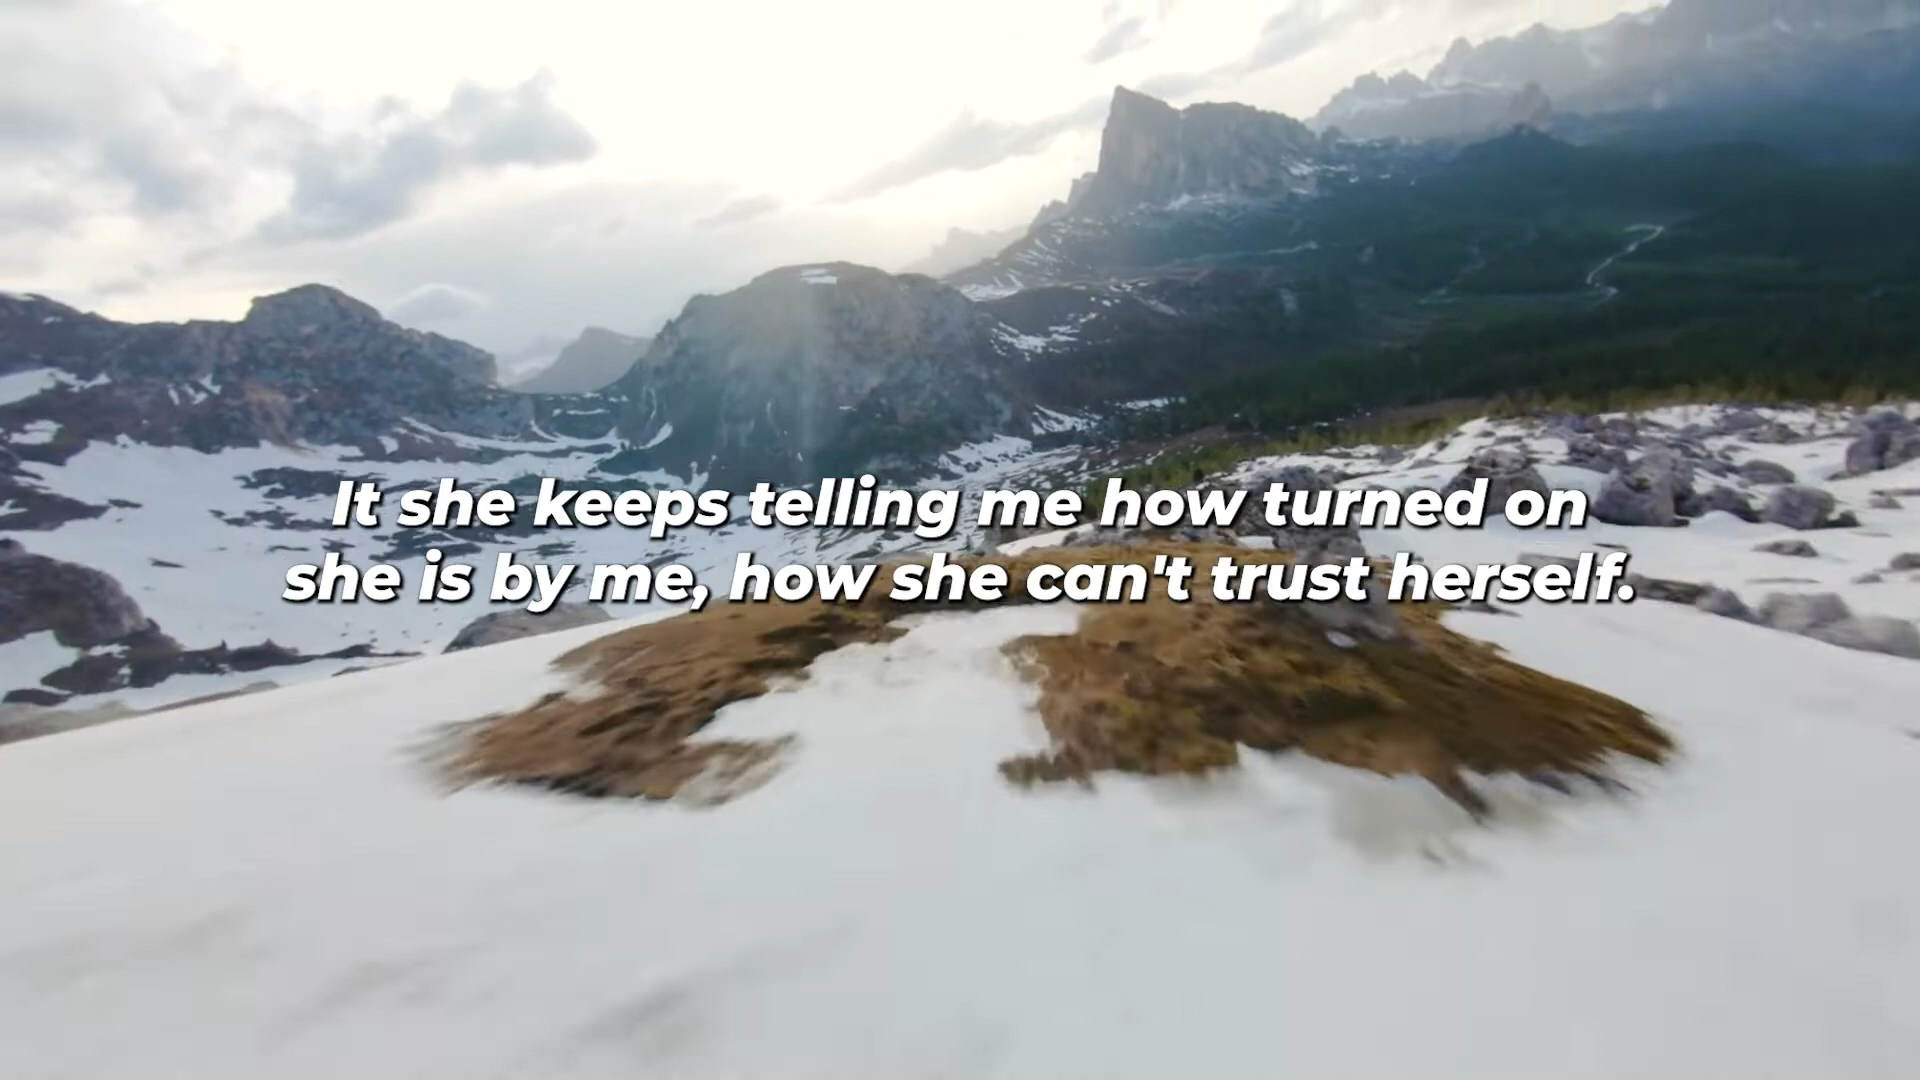 It she keeps telling me how turned on
she is by me, how she can't trust herself.